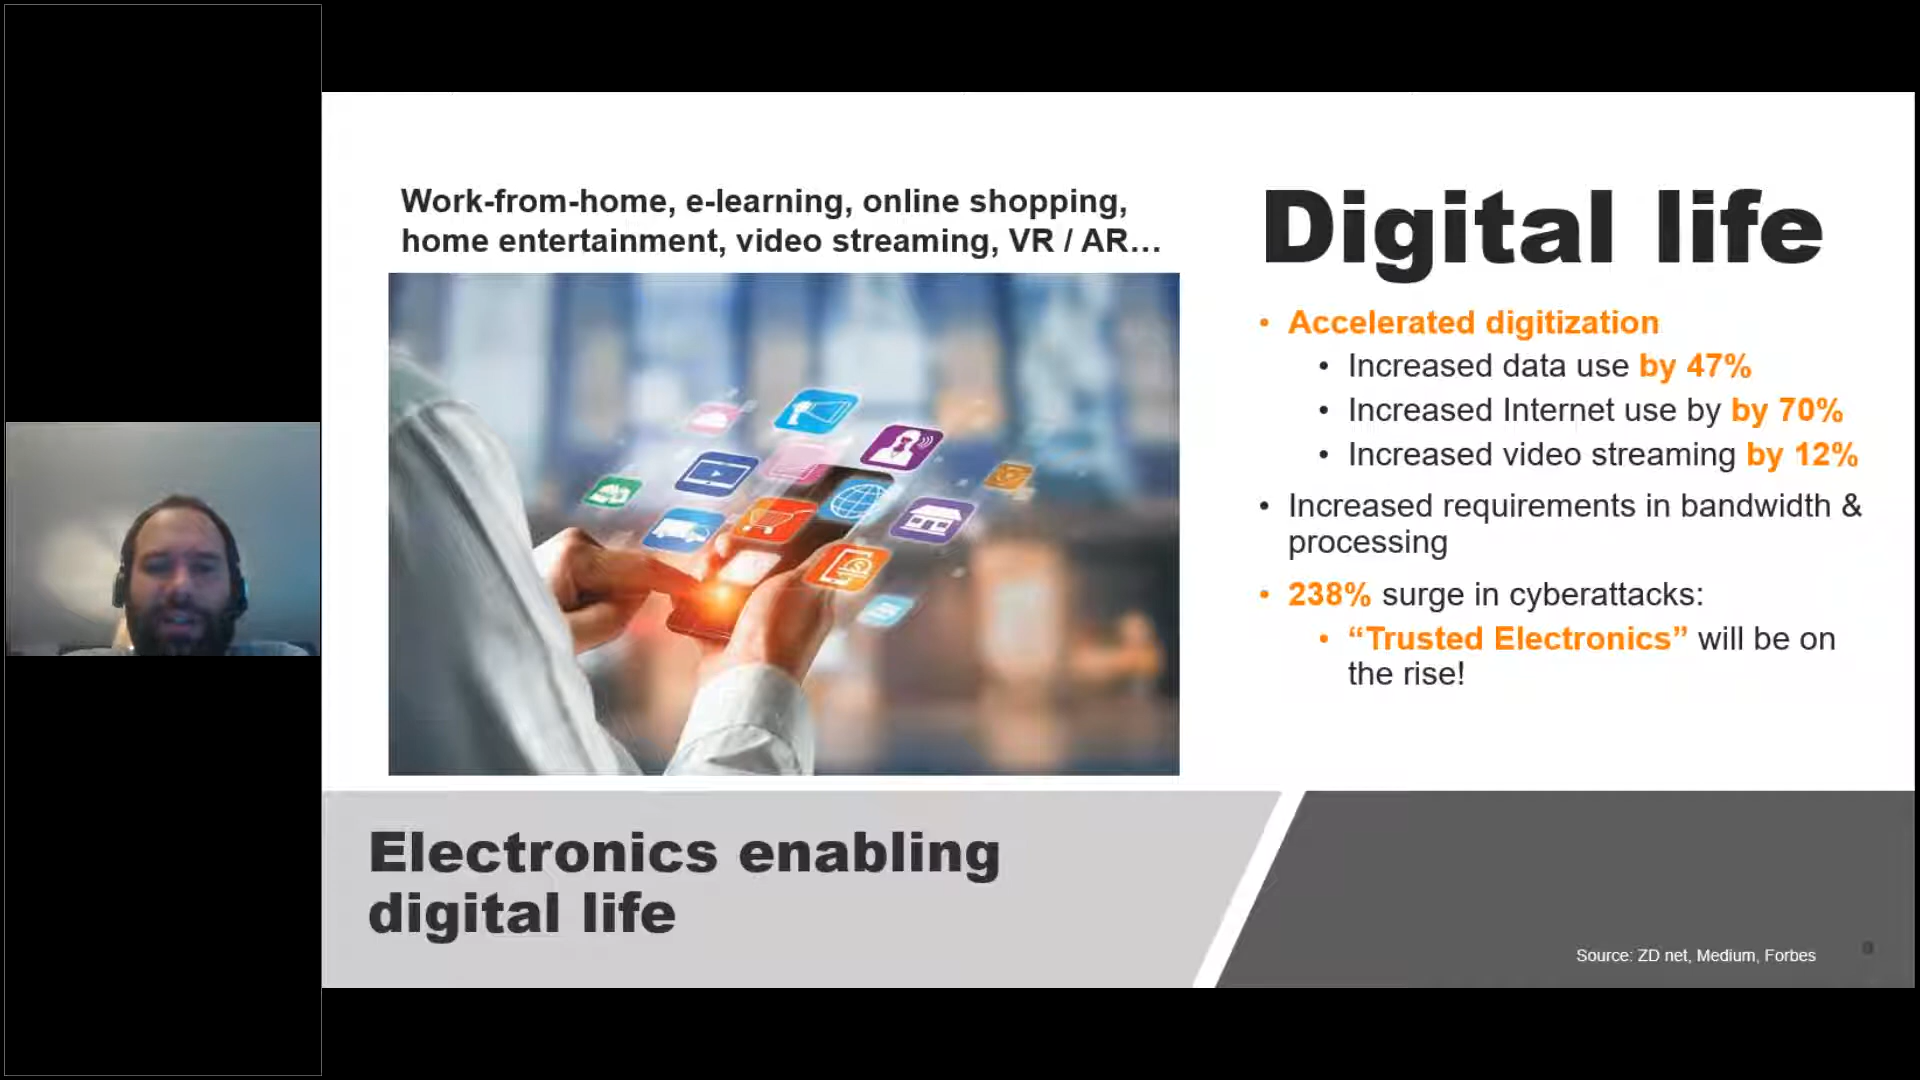 Work-from-home, e-learning, online shopping,
home entertainment, video streaming, VR / AR…
Digital life
• Accelerated digitization
• Increased data use by 47%
• Increased Internet use by by 70%
• Increased video streaming by 12%
• Increased requirements in bandwidth &
processing
• 238% surge in cyberattacks:
• “Trusted Electronics” will be on
the rise!
Electronics enabling
digital life
Source: ZD net, Medium, Forbes